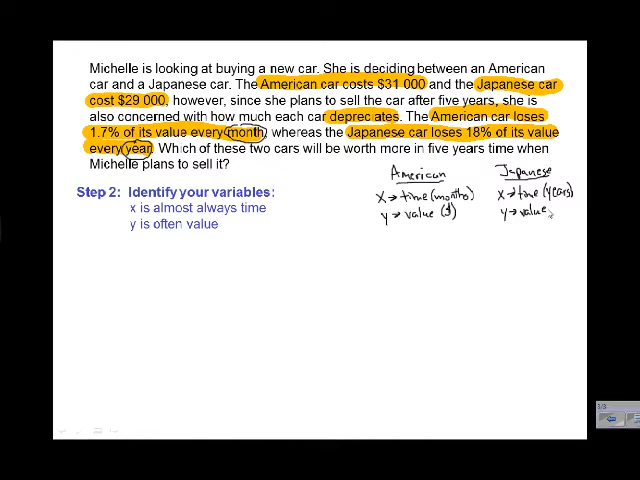 Michelle is looking at buying a new car. She is deciding between an American
car and a Japanese car. The American car costs $31 000 and the Japanese car
cost $29 000, however, since she plans to sell the car after five years, she is
also concerned with how much each car depreciates. The American car loses
1.7% of its value every month, whereas the Japanese car loses 18% of its value
every year. Which of these two cars will be worth more in five years time when
Michelle plans to sell it?
American
Japanese
Step 2: Identify your variables:
x → time (months)
x → time (years)
x is almost always time
y → value ($)
y → value
y is often value
1/3